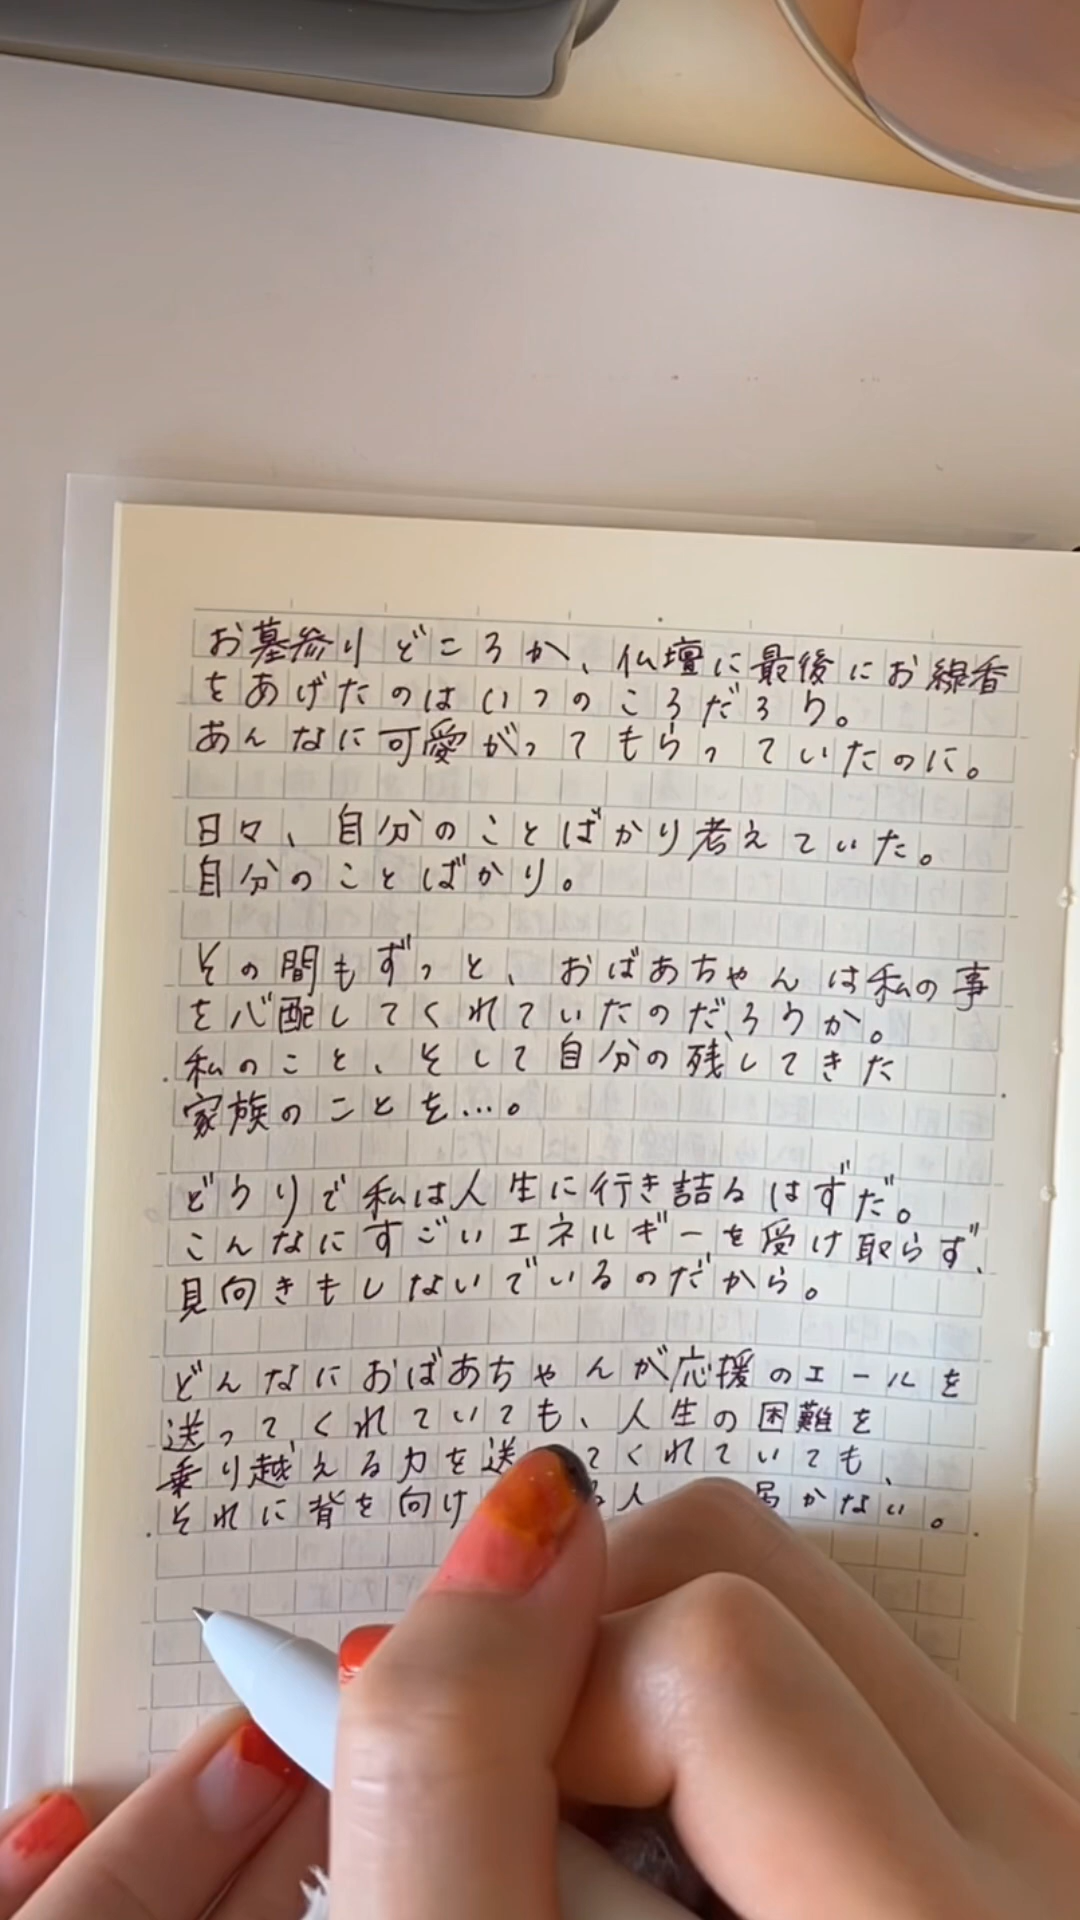 お墓参りどころか、仏壇に最後にお線香
をあげたのはいつのころだろう。
あんなに可愛がってもらっていたのに。
日々、自分のことばかり考えていた。
自分のことばかり。
その間もずっと、おばあちゃんは私の事
を心配してくれていたのだろうか。
私のこと、そして自分の残してきた
家族のことを…。
どうりで私は人生に行き詰るはずだ。
こんなにすごいエネルギーを受け取らず、
見向きもしないでいるのだから。
どんなにおばあちゃんが応援のエールを
送ってくれていても、人生の困難を
乗り越える力を送ってくれていても、
それに背を向け る人 届かない。